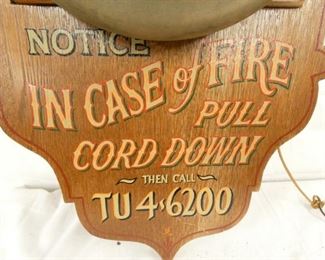 NOTICE
IN CASE of FIRE
PULL
CORD DOWN
~ THEN CALL ~
TU 4-6200